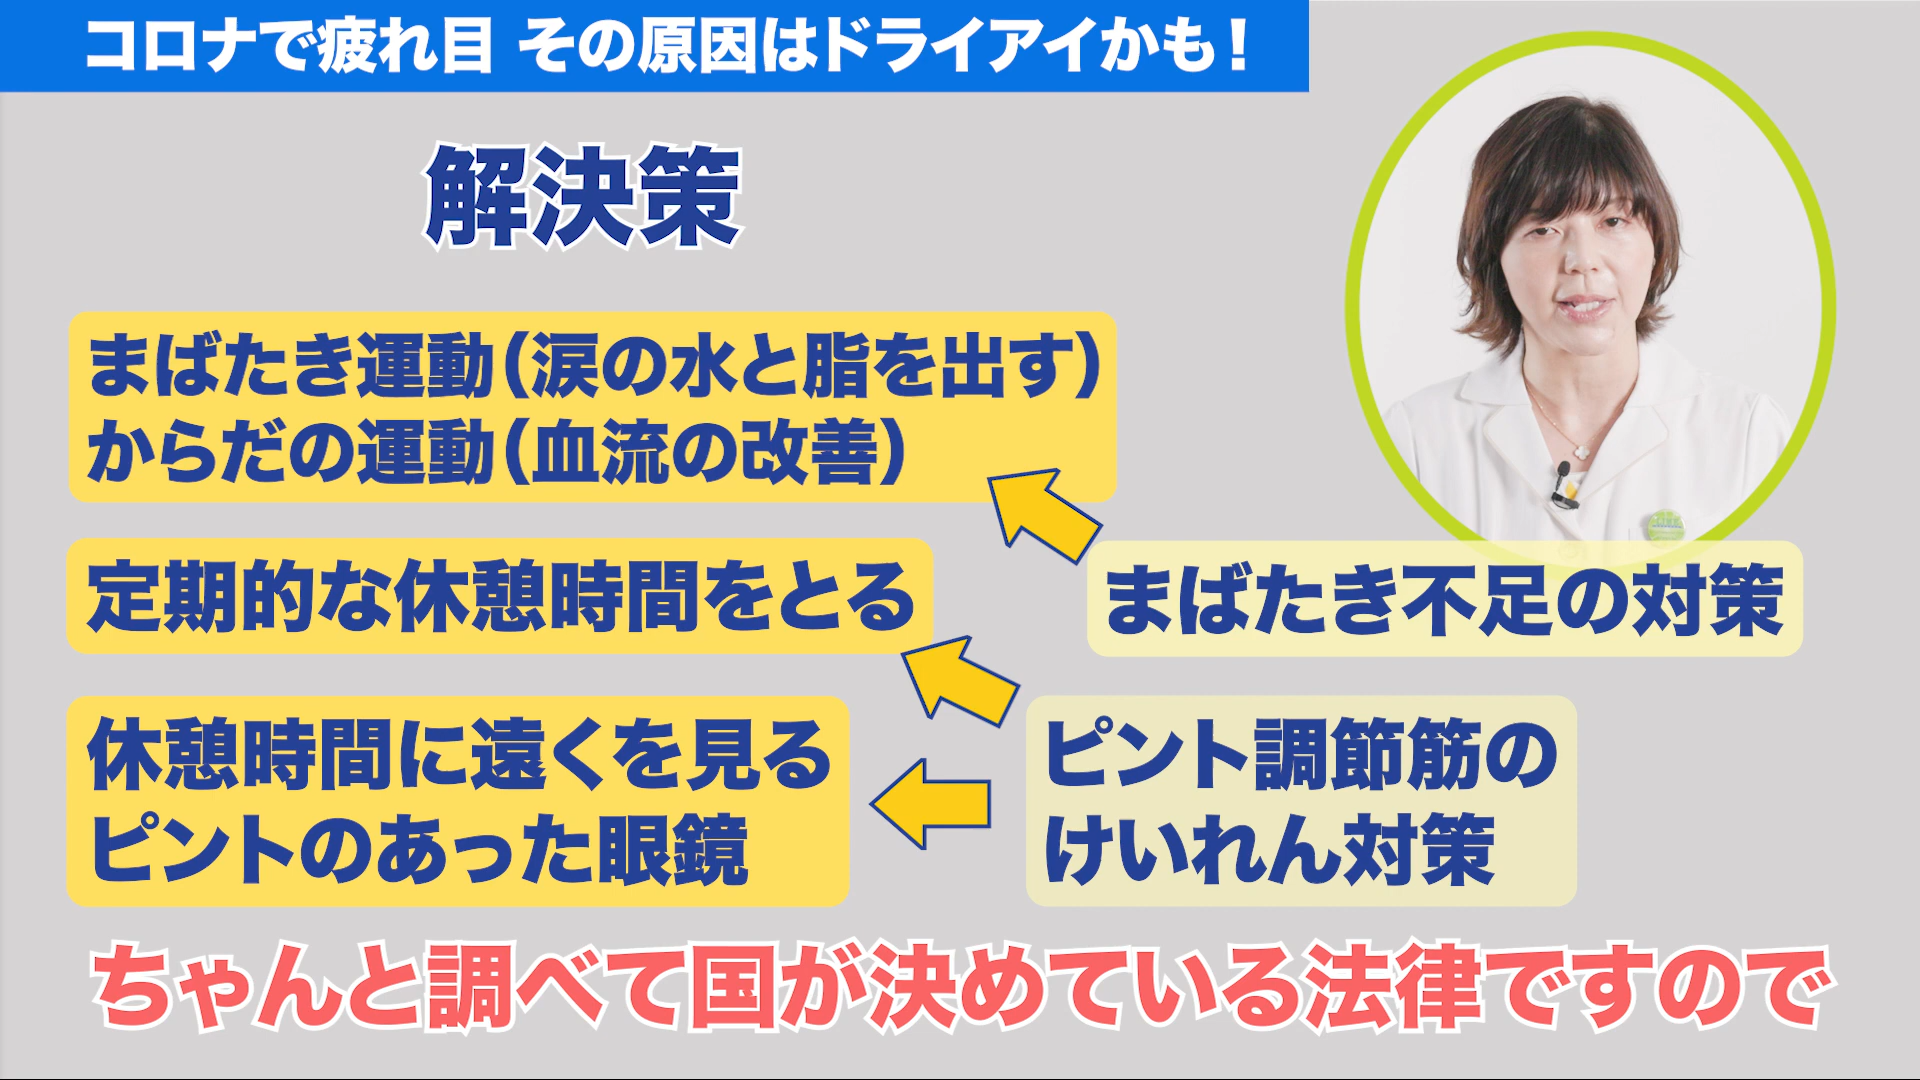 コロナで疲れ目 その原因はドライアイかも！
解決策
まばたき運動（涙の水と脂を出す）
からだの運動（血流の改善）
定期的な休憩時間をとる
まばたき不足の対策
休憩時間に遠くを見る
ピントのあった眼鏡
ピント調節筋の
けいれん対策
ちゃんと調べて国が決めている法律ですので